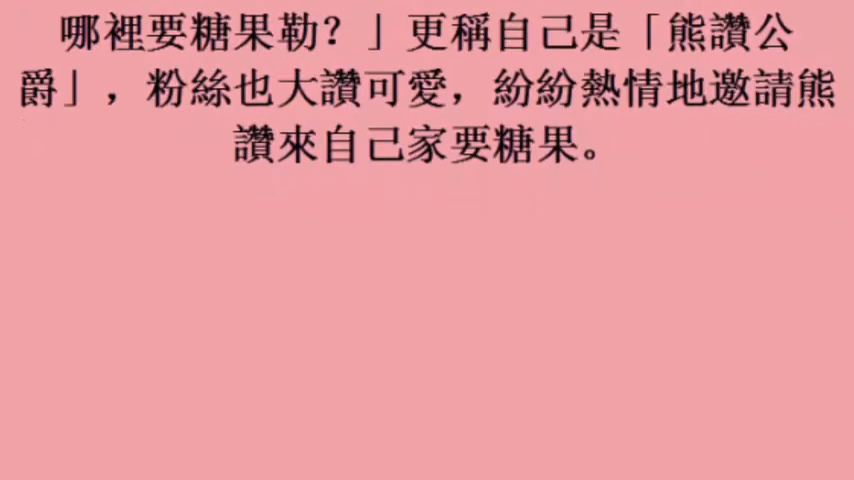 哪裡要糖果勒？」更稱自己是「熊讚公
爵」，粉絲也大讚可愛，紛紛熱情地邀請熊
讚來自己家要糖果。